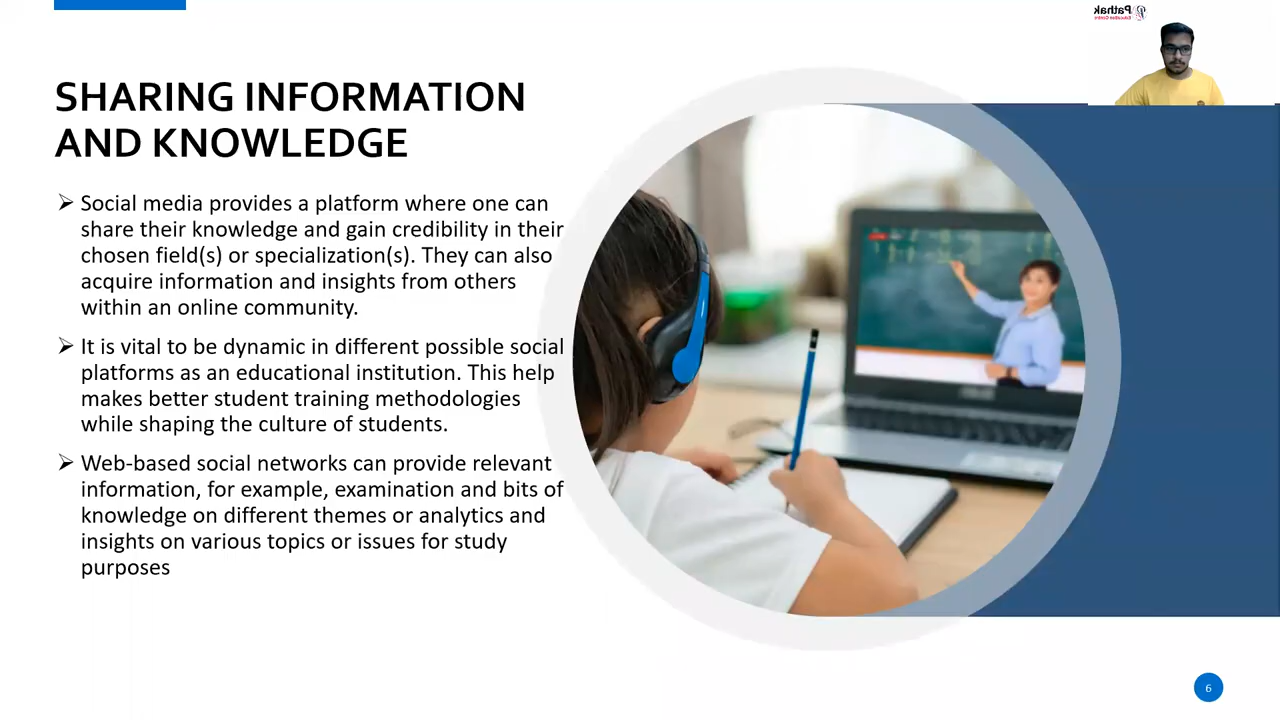 Pathak
Education Centre
SHARING INFORMATION
AND KNOWLEDGE
➢ Social media provides a platform where one can
share their knowledge and gain credibility in their
chosen field(s) or specialization(s). They can also
acquire information and insights from others
within an online community.
➢ It is vital to be dynamic in different possible social
platforms as an educational institution. This help
makes better student training methodologies
while shaping the culture of students.
➢ Web-based social networks can provide relevant
information, for example, examination and bits of
knowledge on different themes or analytics and
insights on various topics or issues for study
purposes
6